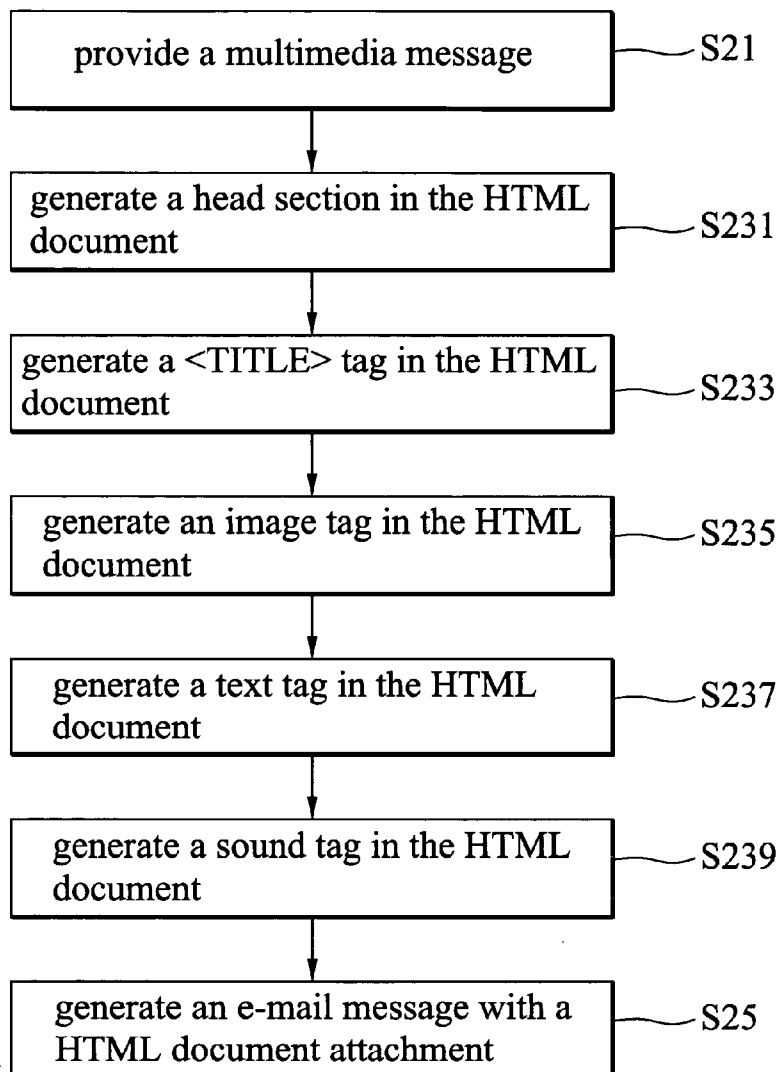 provide a multimedia message
S21
generate a head section in the HTML
document
S231
generate a <TITLE> tag in the HTML
document
S233
generate an image tag in the HTML
document
S235
generate a text tag in the HTML
document
S237
generate a sound tag in the HTML
document
S239
generate an e-mail message with a
HTML document attachment
S25